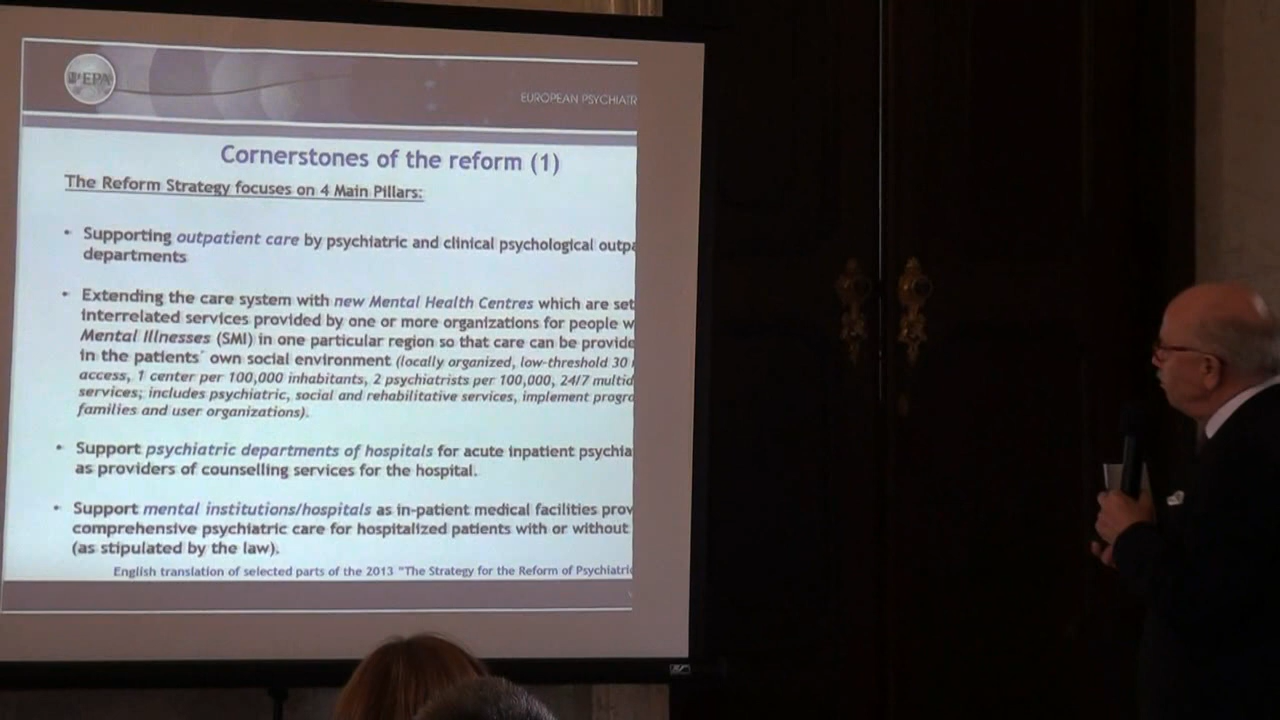 EPA
EUROPEAN PSYCHIATR
Cornerstones of the reform (1)
The Reform Strategy focuses on 4 Main Pillars:
• Supporting outpatient care by psychiatric and clinical psychological outpa
departments
• Extending the care system with new Mental Health Centres which are set
interrelated services provided by one or more organizations for people w
Mental Illnesses (SMI) in one particular region so that care can be provide
in the patients´ own social environment (locally organized, low-threshold 30
access, 1 center per 100,000 inhabitants, 2 psychiatrists per 100,000, 24/7 multid
services; includes psychiatric, social and rehabilitative services, implement progra
families and user organizations).
• Support psychiatric departments of hospitals for acute inpatient psychia
as providers of counselling services for the hospital.
• Support mental institutions/hospitals as in-patient medical facilities prov
comprehensive psychiatric care for hospitalized patients with or without
(as stipulated by the law).
English translation of selected parts of the 2013 "The Strategy for the Reform of Psychiatric